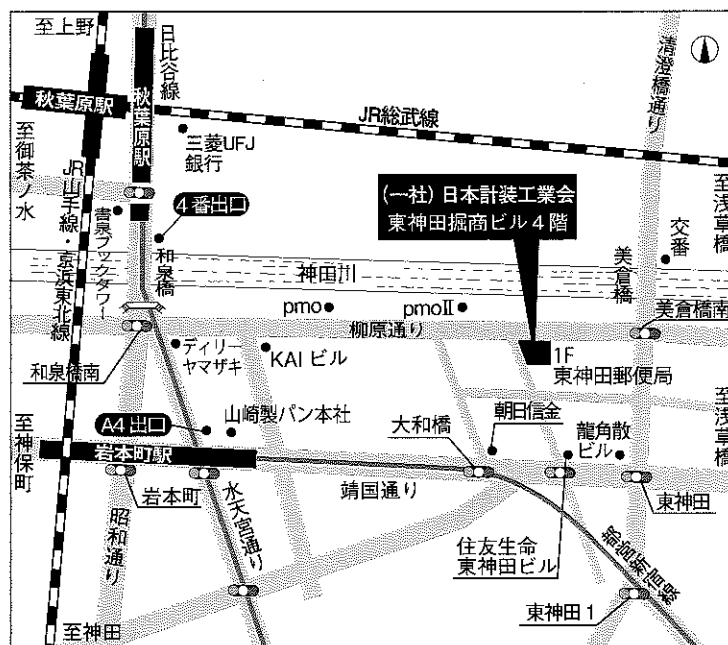 至上野
日比谷線
清澄橋通り
秋葉原駅
秋葉原駅
JR総武線
三菱UFJ
銀行
至御茶ノ水
JR山手線・京浜東北線
(一社)日本計装工業会
東神田掘商ビル4階
至浅草橋
4番出口
書泉ブックタワー
和泉橋
交番
美倉橋
神田川
pmo
pmoⅡ
美倉橋南
柳原通り
デイリー
ヤマザキ
KAI ビル
1F
東神田郵便局
和泉橋南
至浅草橋
A4出口
山崎製パン本社
大和橋
朝日信金
龍角散
ビル
至神保町
岩本町駅
岩本町
水天宮通り
靖国通り
東神田
昭和通り
住友生命
東神田ビル
都営新宿線
東神田1
至神田